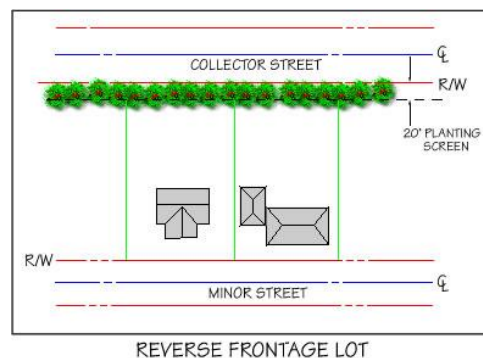 ℄
COLLECTOR STREET
R/W
20' PLANTING
SCREEN
R/W
℄
MINOR STREET
REVERSE FRONTAGE LOT